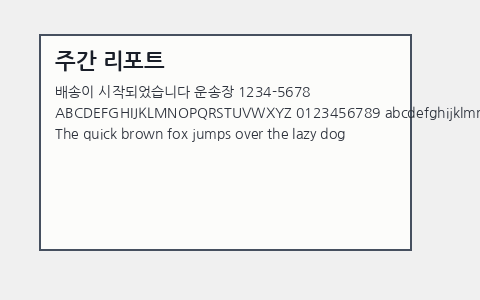 주간 리포트
배송이 시작되었습니다 운송장 1234-5678
ABCDEFGHIJKLMNOPQRSTUVWXYZ 0123456789 abcdefghijklm
The quick brown fox jumps over the lazy dog